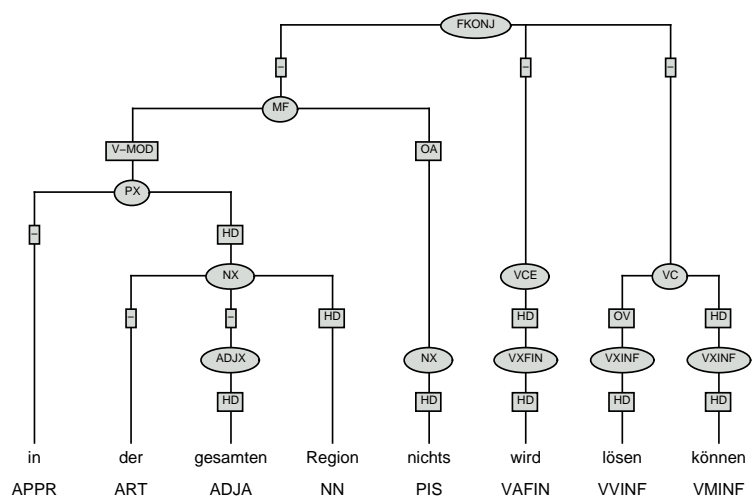 FKONJ
– – –
MF
V–MOD OA
PX
– HD
NX VCE VC
– – HD HD OV HD
ADJX NX VXFIN VXINF VXINF
HD HD HD HD HD
in der gesamten Region nichts wird lösen können
APPR ART ADJA NN PIS VAFIN VVINF VMINF